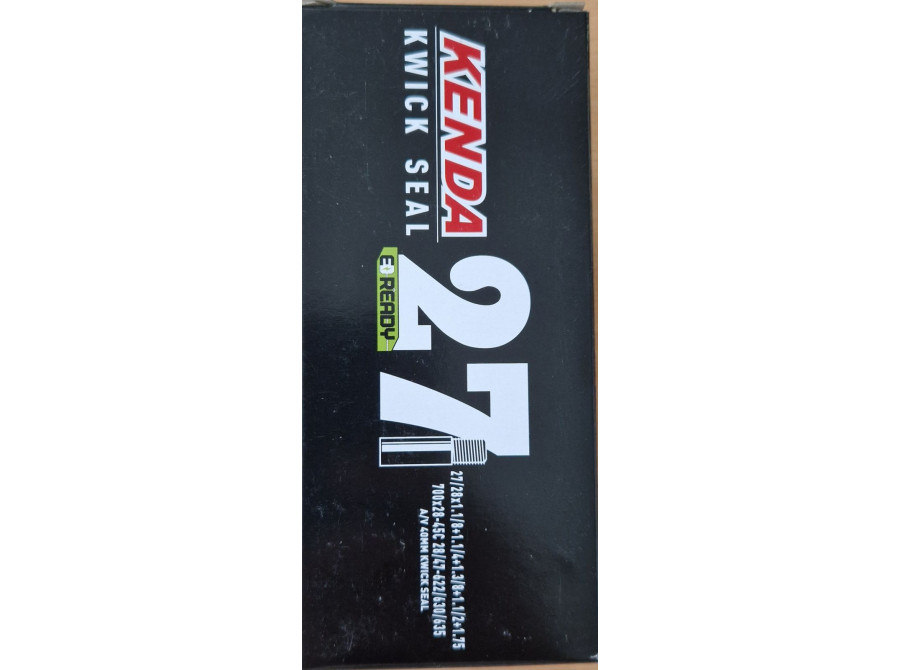 KENDA
KWICK SEAL
27
READY
27/28x1.1/8+1.1/4+1.3/8+1.1/2+1.75
700x28-45C 28/47-622/630/635
A/V 40MM KWICK SEAL